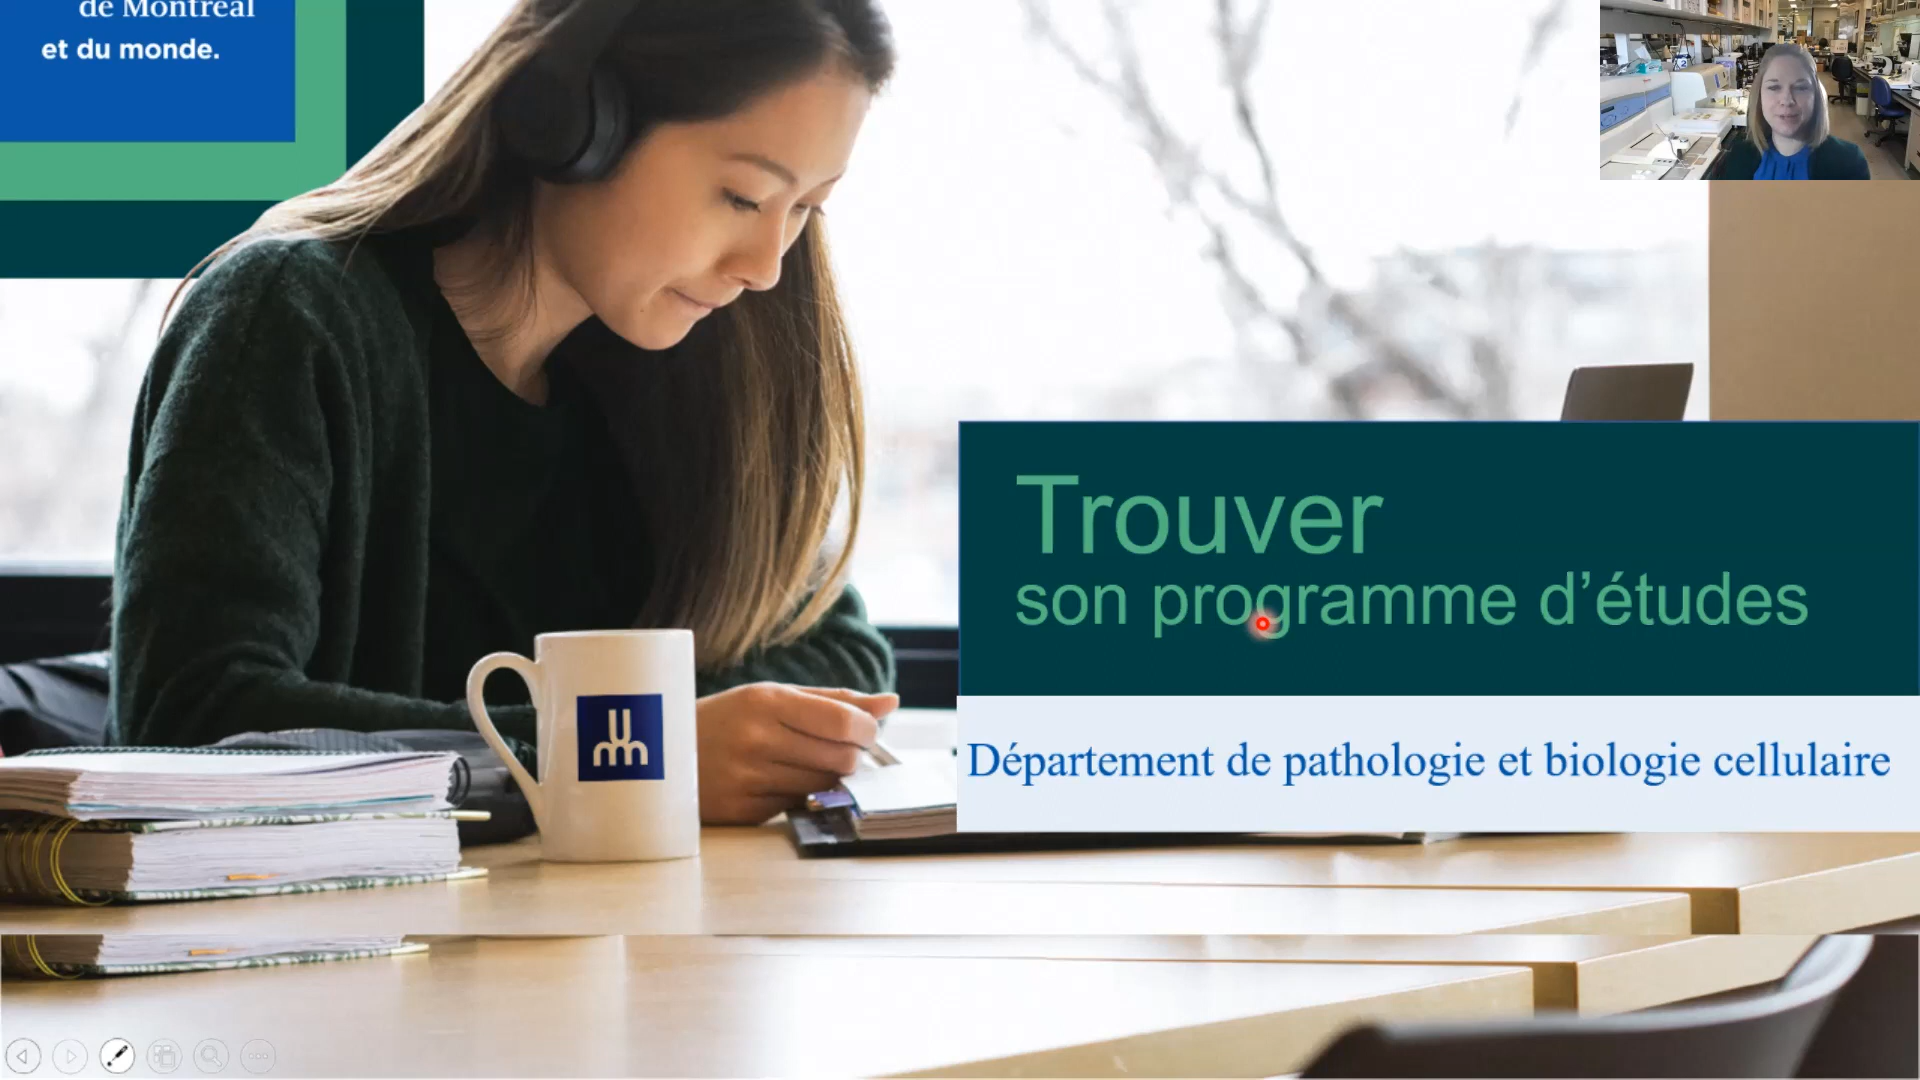 de Montréal
et du monde.
Trouver
son programme d’études
Département de pathologie et biologie cellulaire